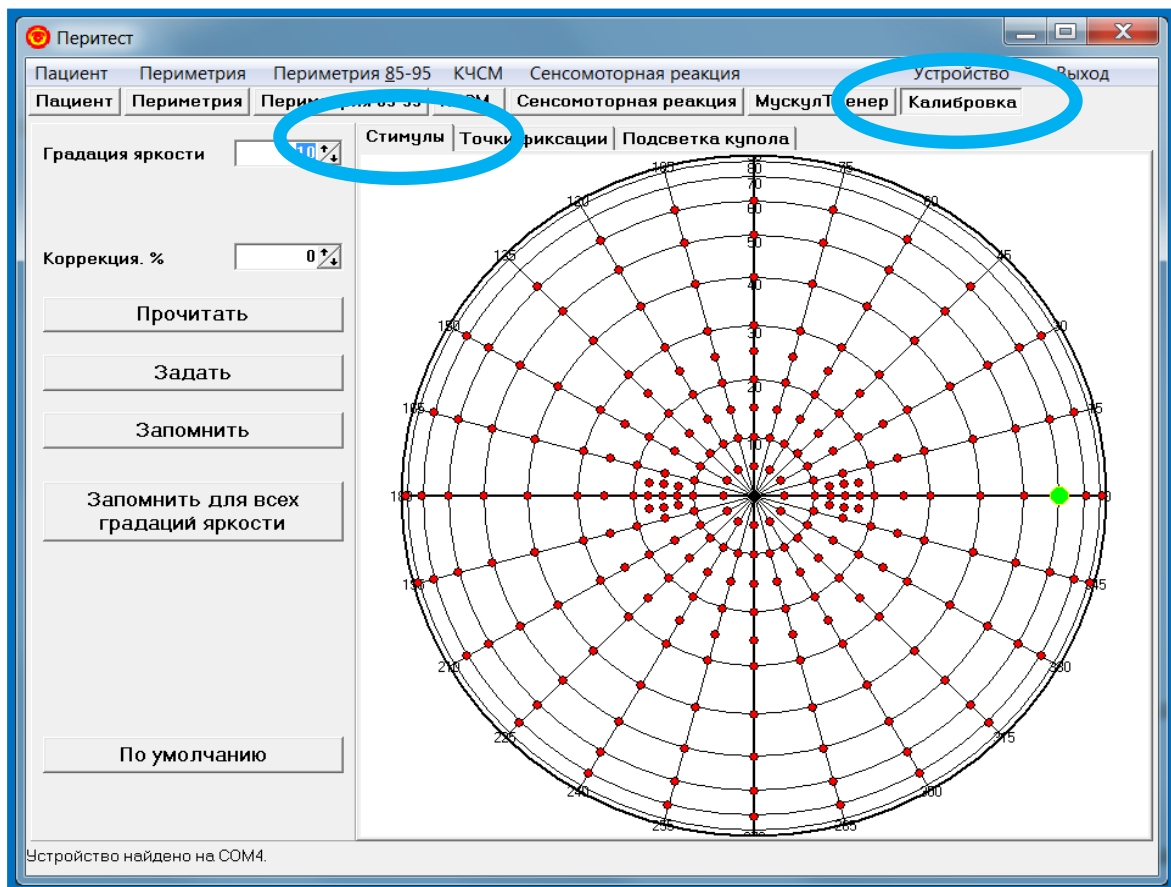 Перитест
Пациент Периметрия Периметрия 85-95 КЧСМ Сенсомоторная реакция Устройство Выход
Пациент Периметрия Периметрия Сенсомоторная реакция МускулТренер Калибровка
Стимулы Точки фиксации Подсветка купола
Градация яркости 10
Коррекция. % 0
Прочитать
Задать
Запомнить
Запомнить для всех градаций яркости
По умолчанию
105 80 75
70
120 60 60
50
135 45
40
150 30 30
20
165 15
10
180 0
195 345
210 330
225 315
240 300
255 285
Устройство найдено на COM4.